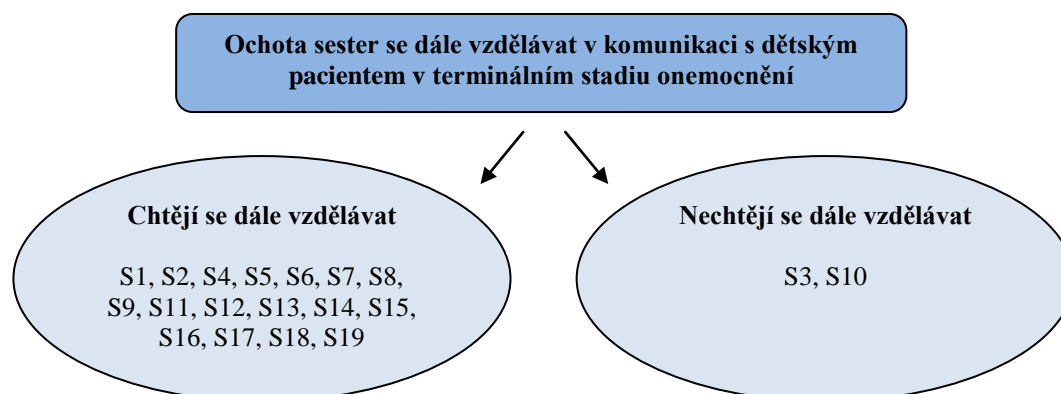 Ochota sester se dále vzdělávat v komunikaci s dětským
pacientem v terminálním stadiu onemocnění
Chtějí se dále vzdělávat
S1, S2, S4, S5, S6, S7, S8,
S9, S11, S12, S13, S14, S15,
S16, S17, S18, S19
Nechtějí se dále vzdělávat
S3, S10